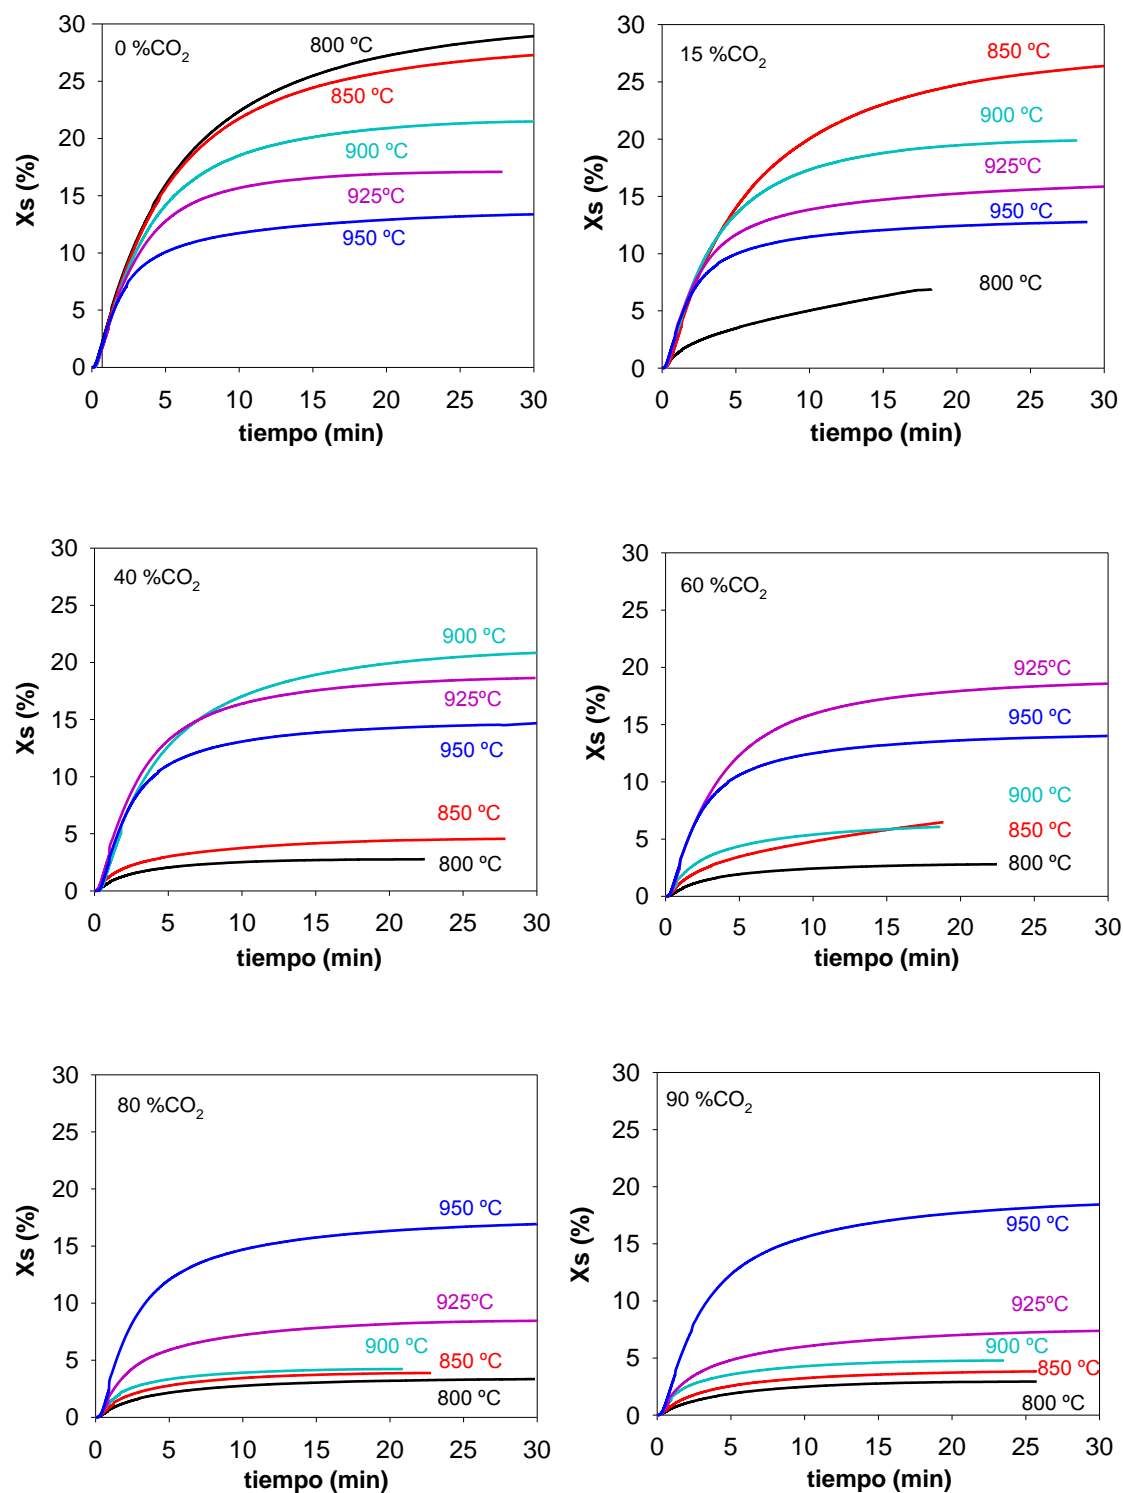 30
25
20
15
10
5
0
Xs (%)
0 %CO2
800 ºC
850 ºC
900 ºC
925ºC
950 ºC
0 5 10 15 20 25 30
tiempo (min)
30
25
20
15
10
5
0
Xs (%)
15 %CO2
850 ºC
900 ºC
925ºC
950 ºC
800 ºC
0 5 10 15 20 25 30
tiempo (min)
30
25
20
15
10
5
0
Xs (%)
40 %CO2
900 ºC
925ºC
950 ºC
850 ºC
800 ºC
0 5 10 15 20 25 30
tiempo (min)
30
25
20
15
10
5
0
Xs (%)
60 %CO2
925ºC
950 ºC
900 ºC
850 ºC
800 ºC
0 5 10 15 20 25 30
tiempo (min)
30
25
20
15
10
5
0
Xs (%)
80 %CO2
950 ºC
925ºC
900 ºC
850 ºC
800 ºC
0 5 10 15 20 25 30
tiempo (min)
30
25
20
15
10
5
0
Xs (%)
90 %CO2
950 ºC
925ºC
900 ºC
850 ºC
800 ºC
0 5 10 15 20 25 30
tiempo (min)